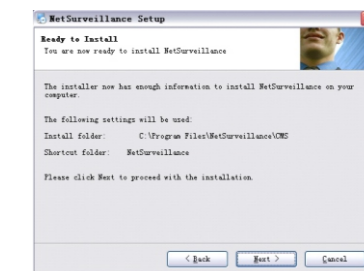 NetSurveillance Setup
Ready to Install
You are now ready to install NetSurveillance
The installer now has enough information to install NetSurveillance on your
computer.
The following settings will be used:
Install folder: C:\Program Files\NetSurveillance\CMS
Shortcut folder: NetSurveillance
Please click Next to proceed with the installation.
< Back Next > Cancel